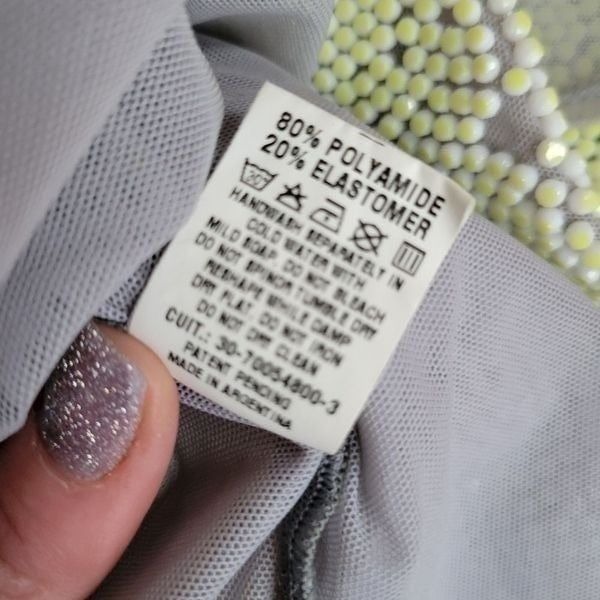 80% POLYAMIDE
20% ELASTOMER
30
HANDWASH SEPARATELY IN
COLD WATER WITH
MILD SOAP. DO NOT BLEACH
DO NOT SPIN OR TUMBLE DRY
RESHAPE WHILE DAMP
DRY FLAT. DO NOT IRON
DO NOT DRY CLEAN
CUIT.: 30-70054800-3
PATENT PENDING
MADE IN ARGENTINA